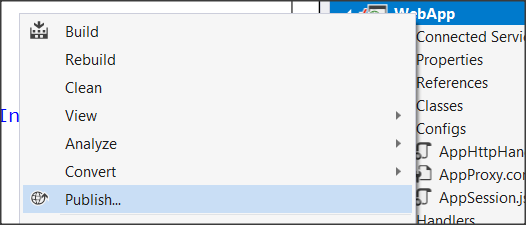 Build
Rebuild
Clean
View
Analyze
Convert
Publish...
In
WebApp
Connected Servic
Properties
References
Classes
Configs
AppHttpHan
AppProxy.con
AppSession.js
Handlers